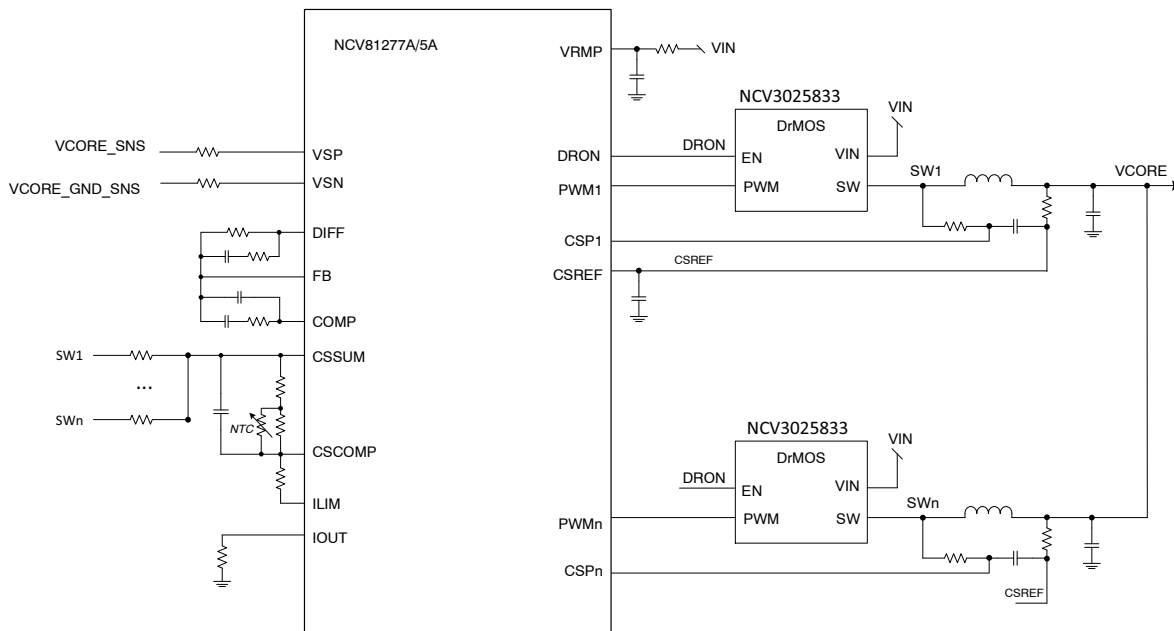 NCV81277A/5A
VRMP
VIN
NCV3025833
DrMOS
VIN
VCORE_SNS
VSP
DRON
DRON
EN
VIN
VCORE_GND_SNS
VSN
PWM1
PWM
SW
SW1
VCORE
DIFF
CSP1
FB
CSREF
CSREF
COMP
SW1
CSSUM
...
SWn
NTC
CSCOMP
NCV3025833
DrMOS
VIN
DRON
EN
VIN
ILIM
PWMn
PWM
SW
SWn
IOUT
CSPn
CSREF